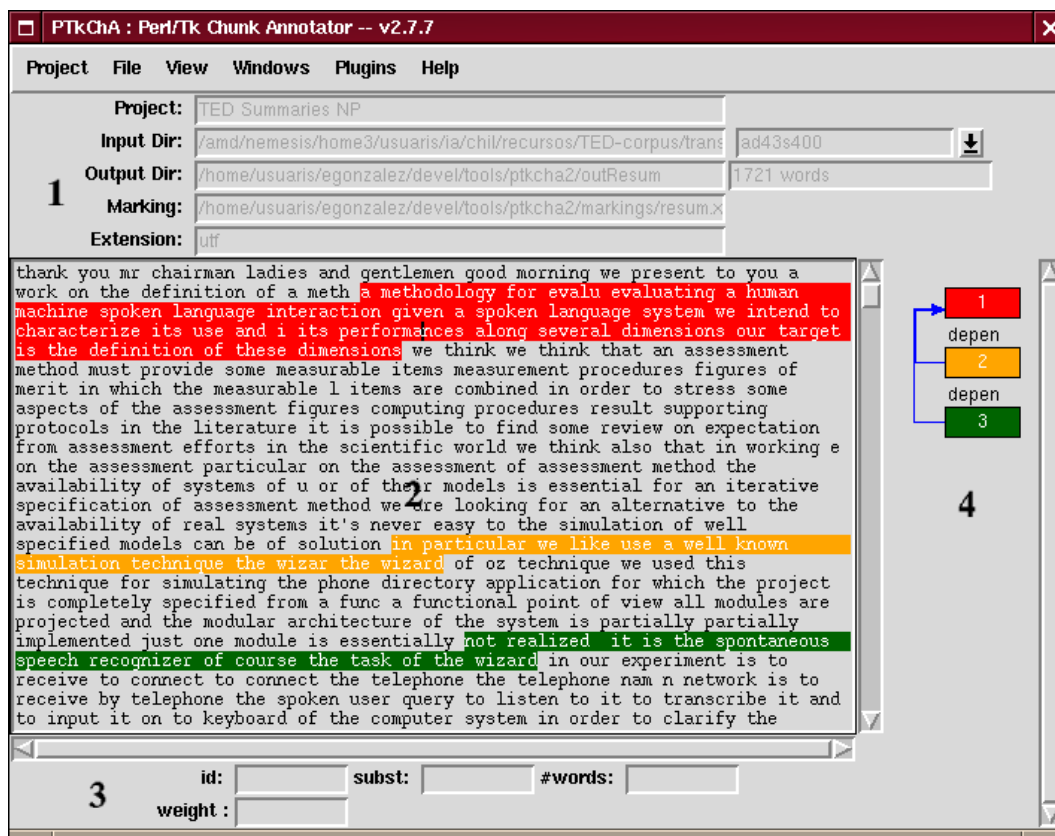 PTkChA : Perl/Tk Chunk Annotator -- v2.7.7
Project File View Windows Plugins Help
Project: TED Summaries NP
Input Dir: /amd/nemesis/home3/usuaris/ia/chil/recursos/TED-corpus/trans ad43s400
Output Dir: /home/usuaris/egonzalez/devel/tools/ptkcha2/outResum 1721 words
1
Marking: /home/usuaris/egonzalez/devel/tools/ptkcha2/markings/resum.x
Extension: utf
thank you mr chairman ladies and gentlemen good morning we present to you a
work on the definition of a meth a methodology for evalu evaluating a human
machine spoken language interaction given a spoken language system we intend to
characterize its use and i its performances along several dimensions our target
is the definition of these dimensions we think we think that an assessment
method must provide some measurable items measurement procedures figures of
merit in which the measurable l items are combined in order to stress some
aspects of the assessment figures computing procedures result supporting
protocols in the literature it is possible to find some review on expectation
from assessment efforts in the scientific world we think also that in working e
on the assessment particular on the assessment of assessment method the
availability of systems of u or of their models is essential for an iterative
specification of assessment method we are looking for an alternative to the
availability of real systems it's never easy to the simulation of well
specified models can be of solution in particular we like use a well known
simulation technique the wizar the wizard of oz technique we used this
technique for simulating the phone directory application for which the project
is completely specified from a func a functional point of view all modules are
projected and the modular architecture of the system is partially partially
implemented just one module is essentially not realized  it is the spontaneous
speech recognizer of course the task of the wizard in our experiment is to
receive to connect to connect the telephone the telephone nam n network is to
receive by telephone the spoken user query to listen to it to transcribe it and
to input it on to keyboard of the computer system in order to clarify the
2
1
depen
2
depen
3
4
id: subst: #words:
3
weight :